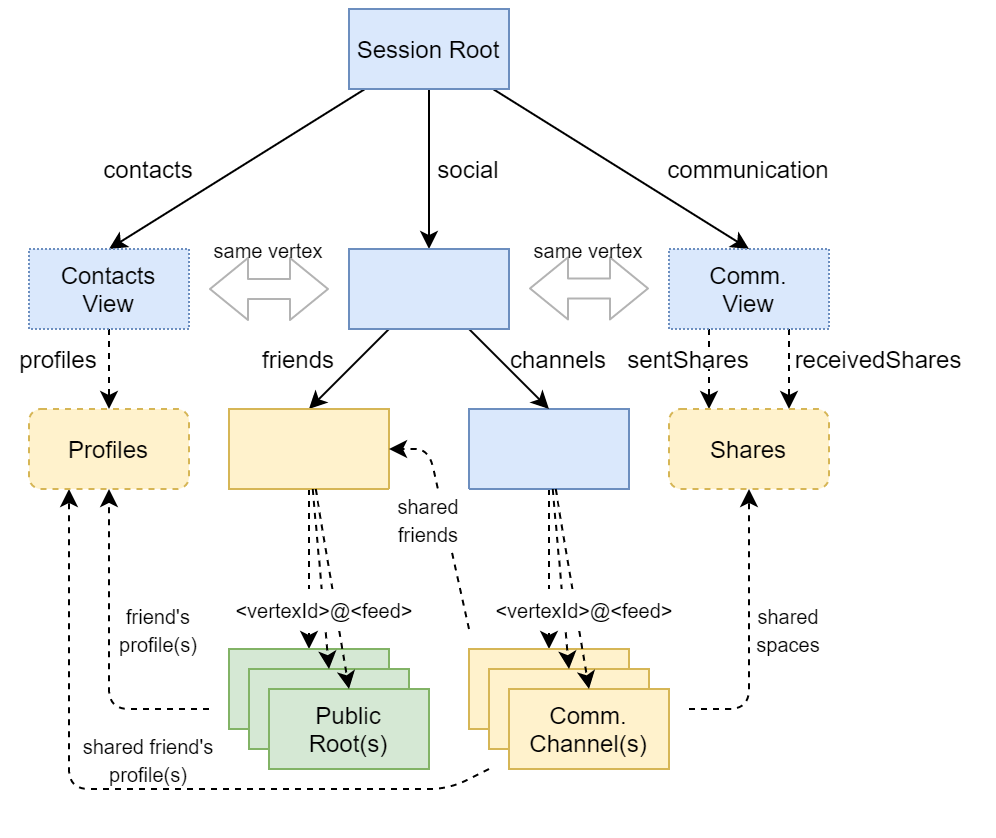 Session Root
contacts
social
communication
same vertex
same vertex
Contacts
View
Comm.
View
profiles
friends
channels
sentShares
receivedShares
Profiles
Shares
shared
friends
<vertexId>@<feed>
<vertexId>@<feed>
friend's
profile(s)
shared
spaces
Public
Root(s)
Comm.
Channel(s)
shared friend's
profile(s)